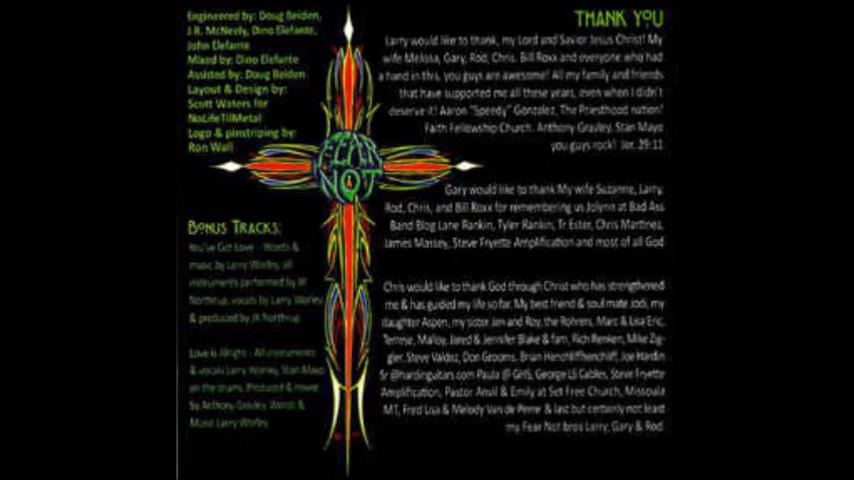 Engineered by: Doug Beiden,
J.R. McNeely, Dino Elefante,
John Elefante
Mixed by: Dino Elefante
Assisted by: Doug Beiden
Layout & Design by:
Scott Waters for
NoLifeTilMetal
Logo & pinstriping by:
Ron Wall
FEAR
NOT
BONUS TRACKS:
You've Got Love - Words &
music by Larry Worley, all
instruments performed by JK
Northrup, vocals by Larry Worley
& produced by JK Northrup
Love is Alright - All instruments
& vocals Larry Worley, Stan Mayo
on the drums. Produced & mixed
by Anthony Gravley Words &
Music Larry Worley
THANK YOU
Larry would like to thank, my Lord and Savior Jesus Christ! My
wife Melissa, Gary, Rod, Chris, Bill Roxx and everyone who had
a hand in this, you guys are awesome! All my family and friends
that have supported me all these years, even when I didn't
deserve it! Aaron "Speedy" Gonzalez, The Priesthood nation!
Faith Fellowship Church, Anthony Gravley, Stan Mayo
you guys rock! Jer. 29:11
Gary would like to thank My wife Suzanne, Larry,
Rod, Chris, and Bill Roxx for remembering us Jolynn at Bad Ass
Band Blog Lane Rankin, Tyler Rankin, Tr Ester, Chris Martinez,
James Massey, Steve Fryette Amplification and most of all God
Chris would like to thank God through Christ who has strengthened
me & has guided my life so far. My best friend & soul mate Jodi, my
daughter Aspen, my sister Jen and Roy, the Rohrers, Marc & Lisa Eric,
Terrese, Malloy, Jared & Jennifer Blake & fam, Rich Renken, Mike Zig-
gler, Steve Valdez, Don Grooms, Brian Joe Hardin
Sr @hardinguitars.com Paula @ GHS, George LS Cables, Steve Fryette
Amplification, Pastor Anvil & Emily at Set Free Church, Missoula
MT, Fred Lisa & Melody Van de Perre & last but certainly not least
my Fear Not bros Larry, Gary & Rod.